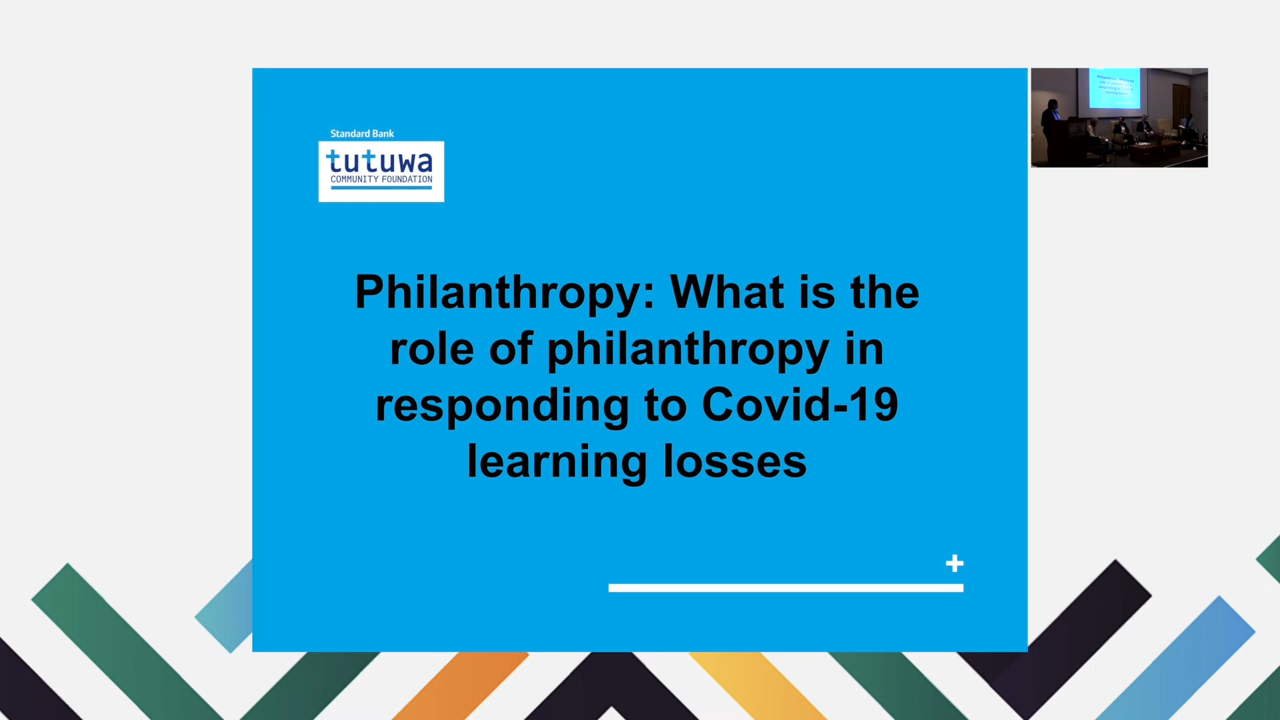 Standard Bank
tutuwa
COMMUNITY FOUNDATION
Philanthropy: What is the
role of philanthropy in
responding to Covid-19
learning losses